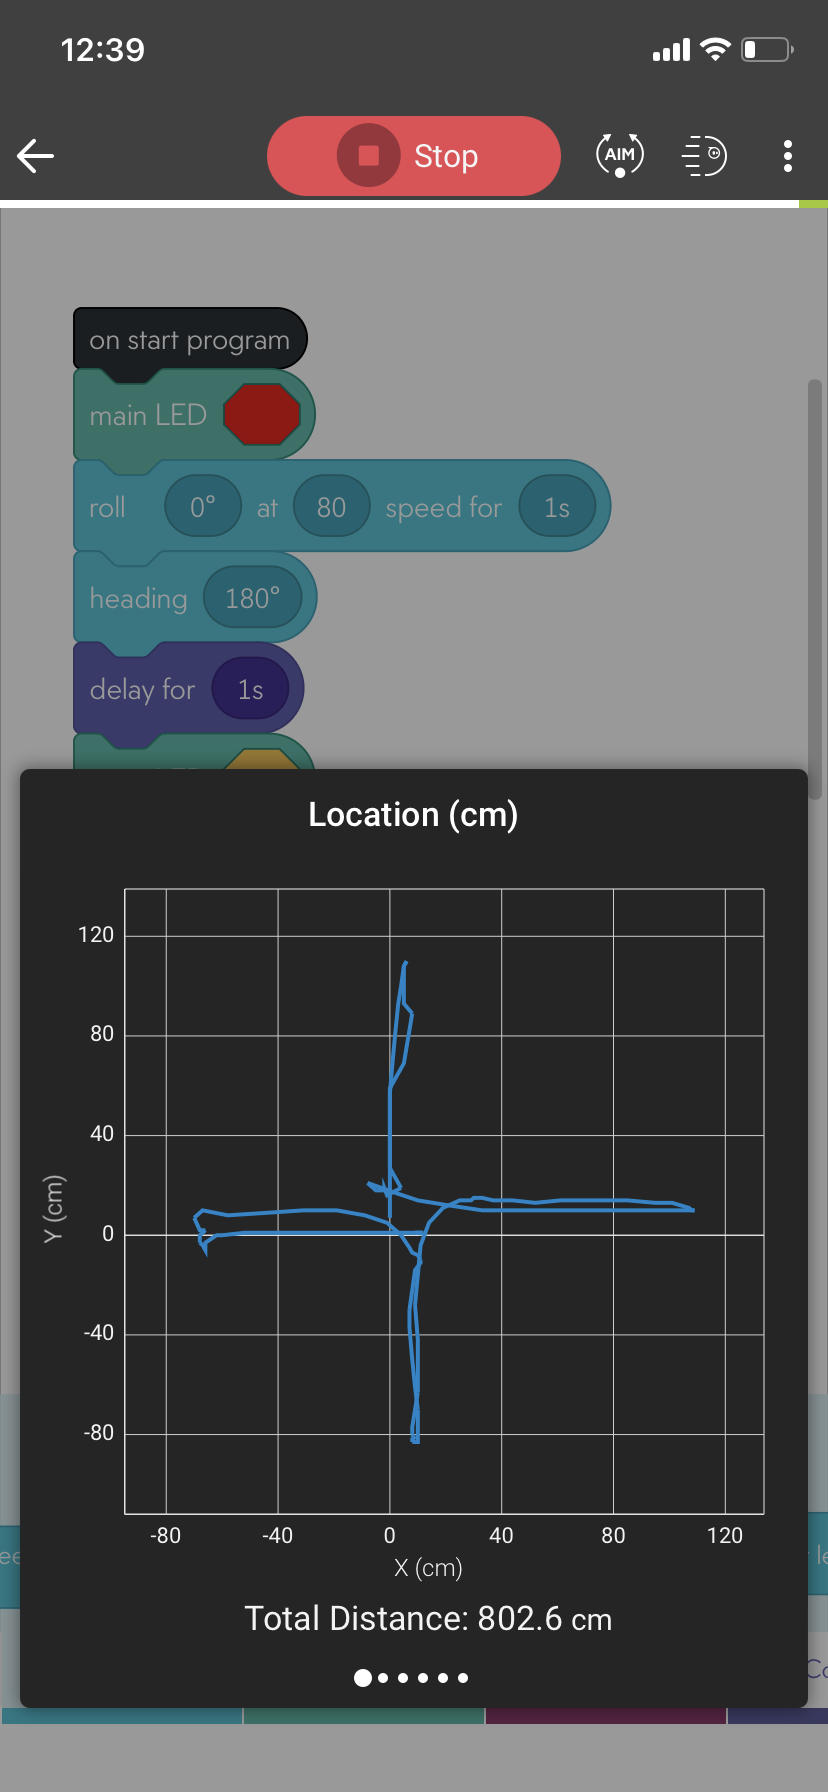 12:39
Stop
AIM
on start program
main LED
roll 0° at 80 speed for 1s
heading 180°
delay for 1s
Location (cm)
120
80
40
0
-40
-80
Y (cm)
-80 -40 0 40 80 120
X (cm)
Total Distance: 802.6 cm